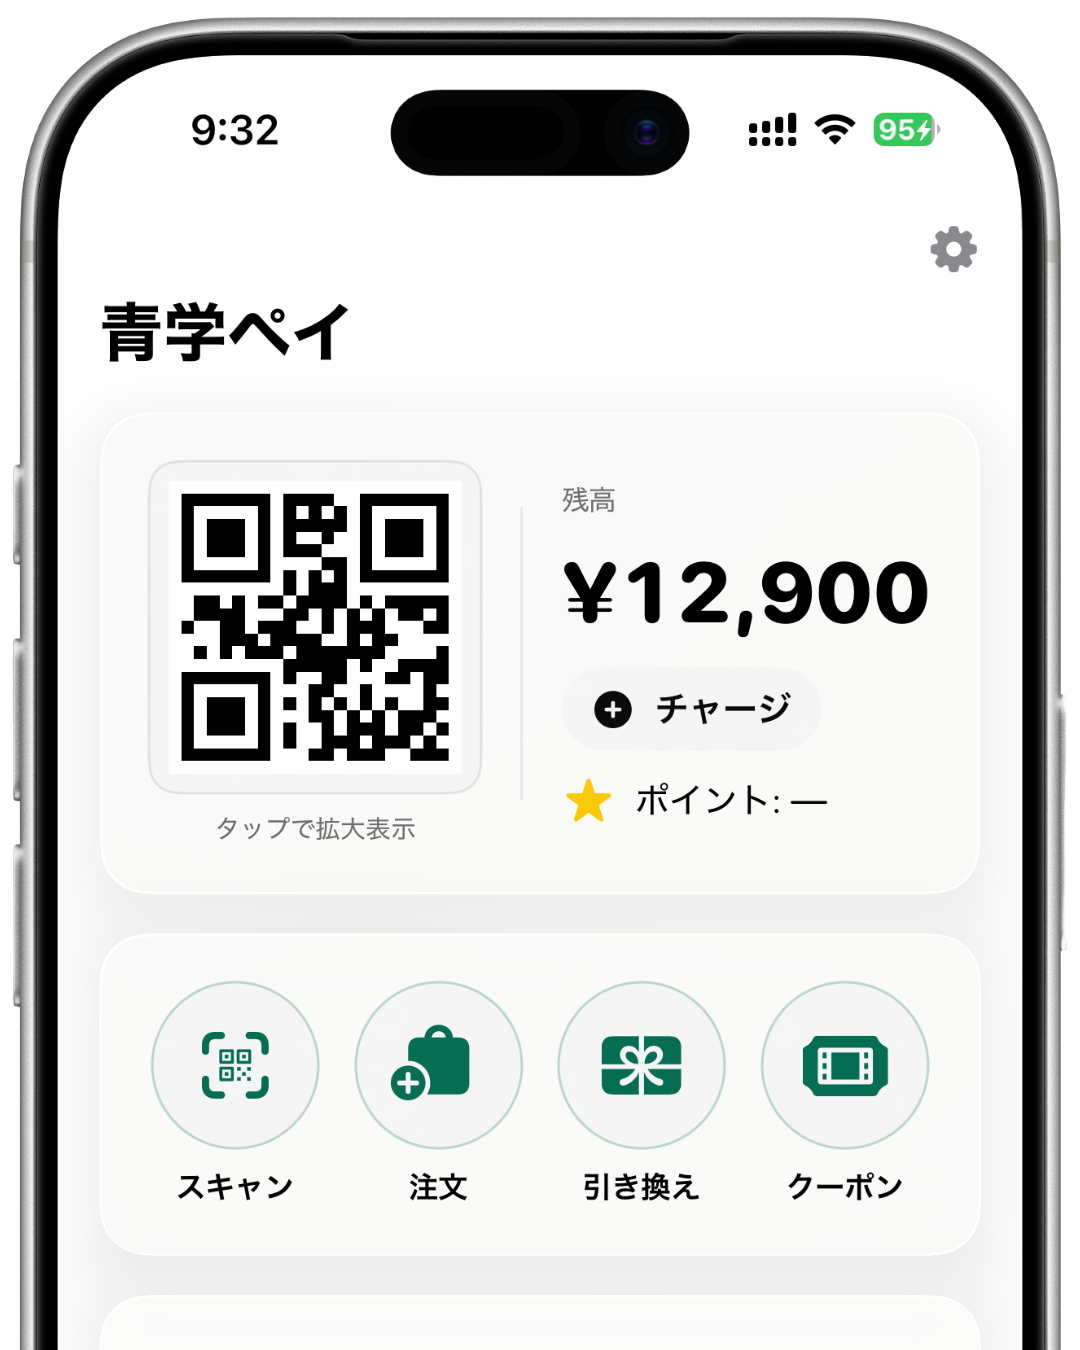 9:32
95
青学ペイ
残高
¥12,900
チャージ
ポイント: —
タップで拡大表示
スキャン
注文
引き換え
クーポン